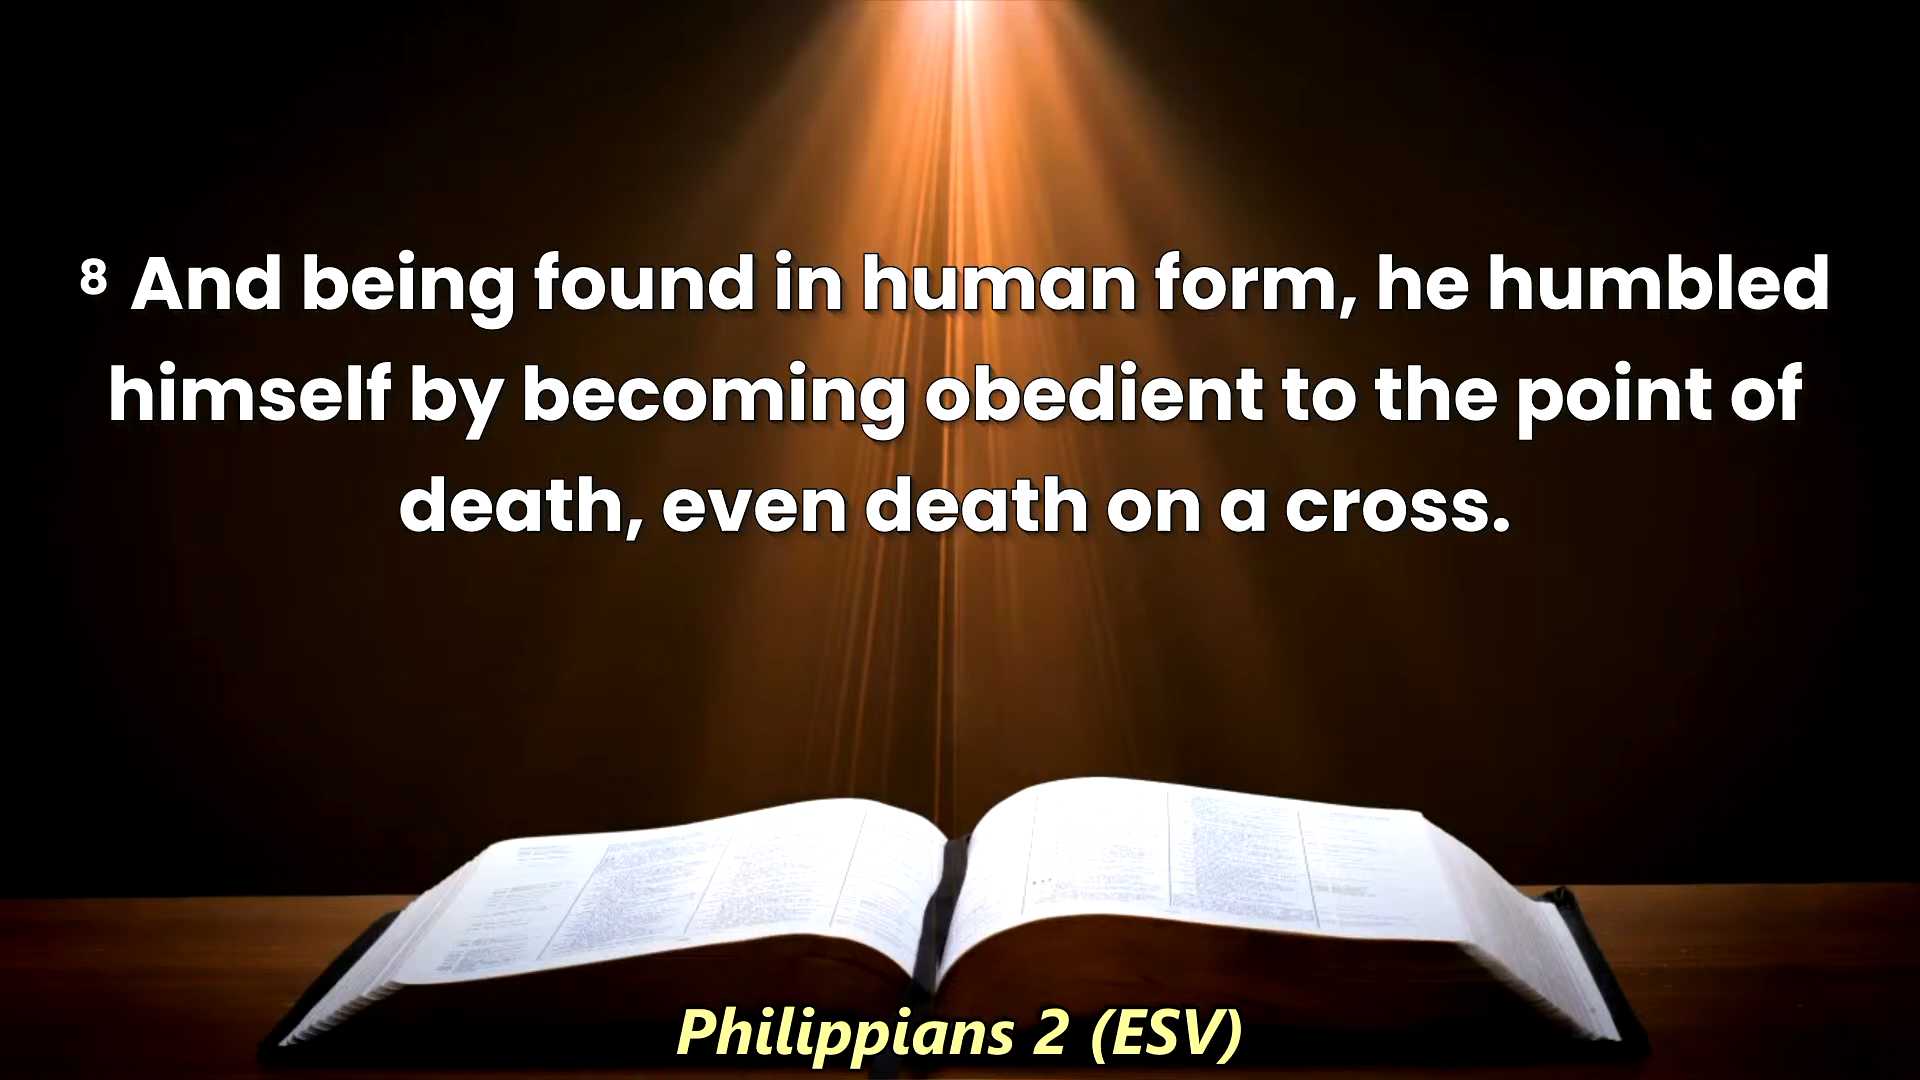 ⁸ And being found in human form, he humbled
himself by becoming obedient to the point of
death, even death on a cross.
Philippians 2 (ESV)